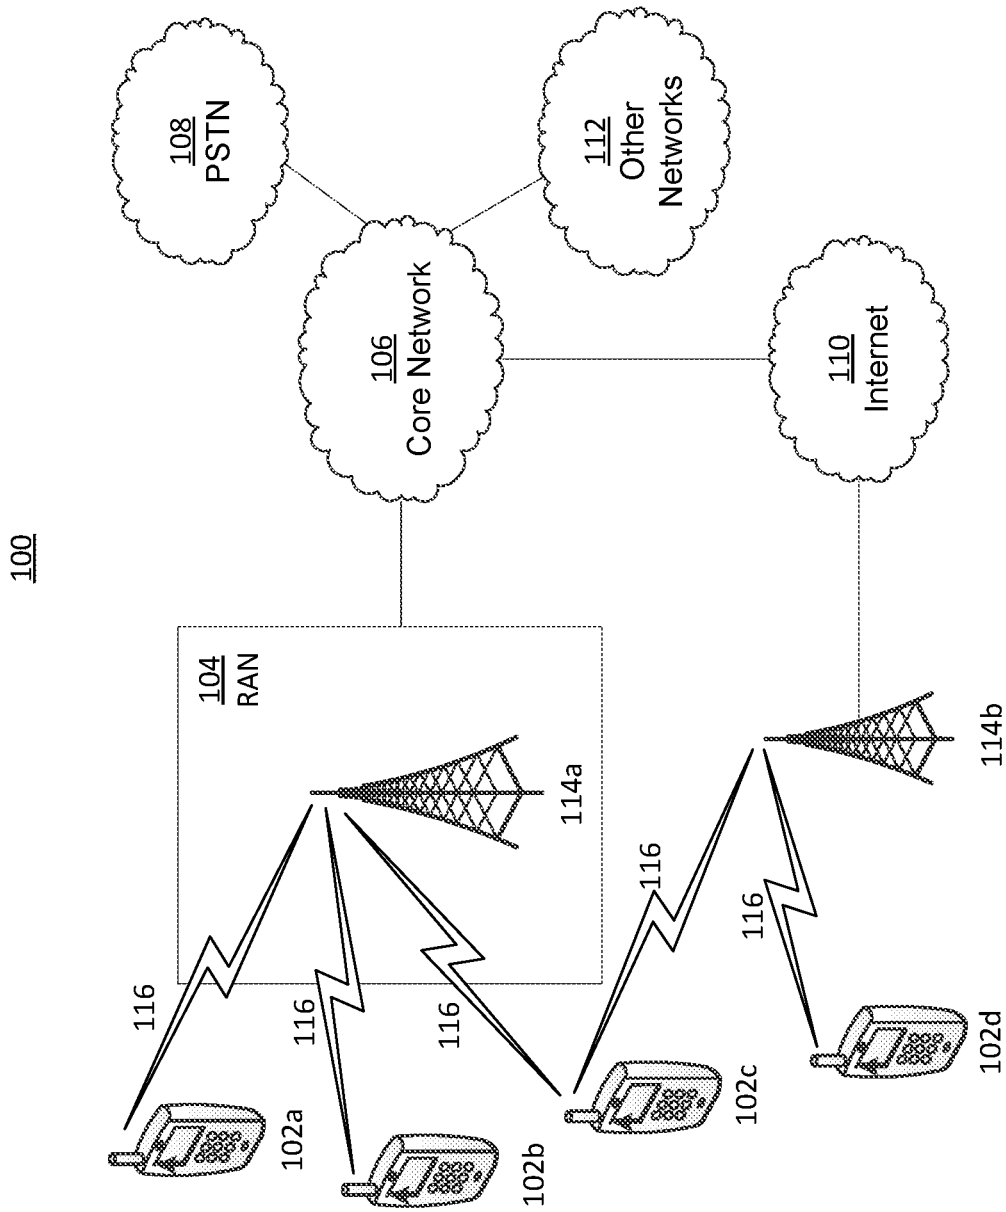 100
108
PSTN
106
Core Network
112
Other
Networks
110
Internet
104
RAN
114a
114b
116
116
116
116
116
102a
102b
102c
102d